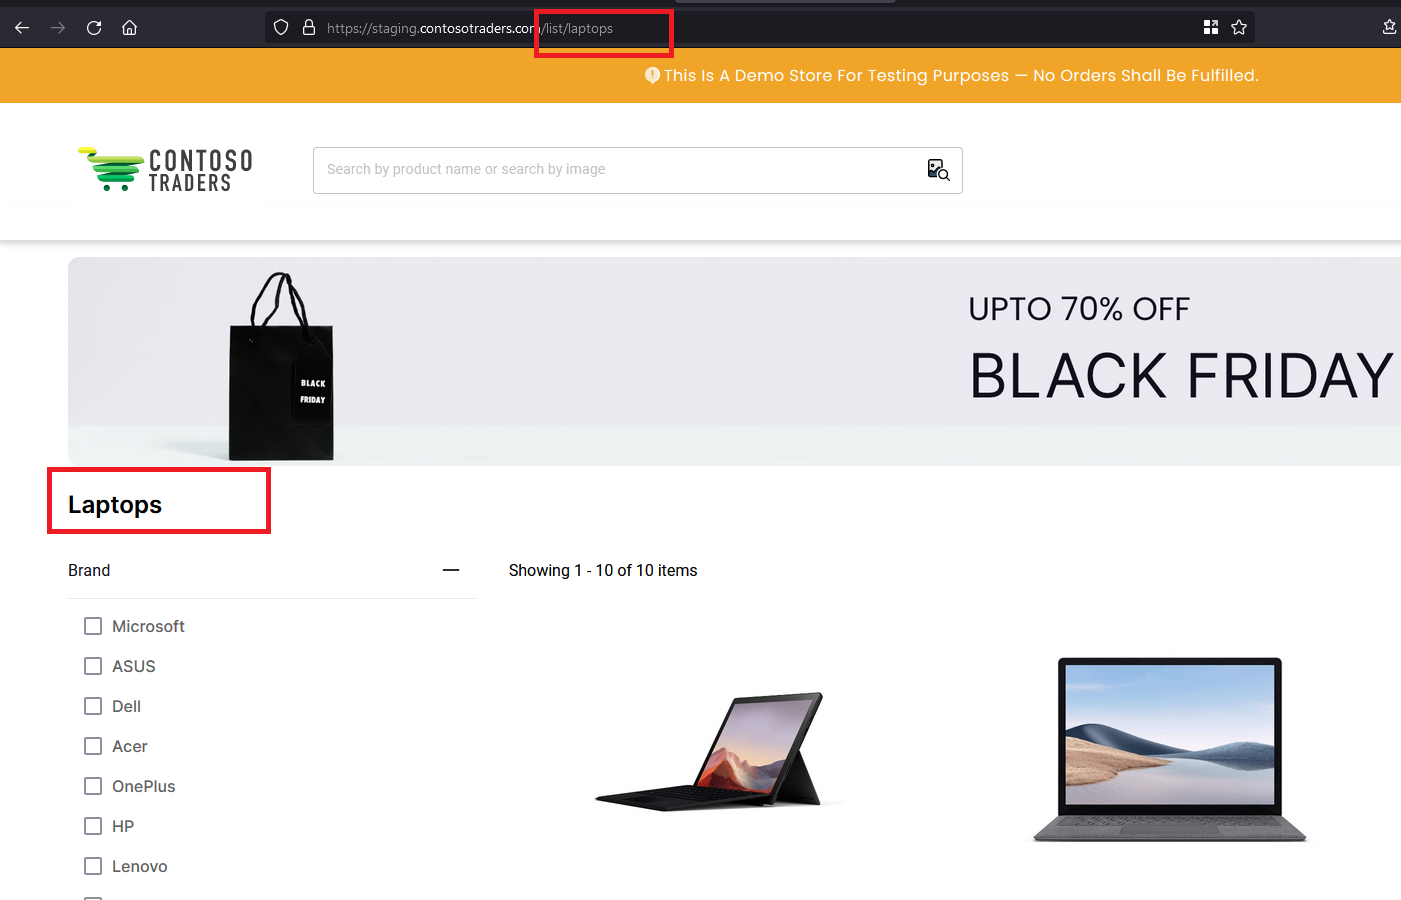 https://staging.contosotraders.com/list/laptops
This Is A Demo Store For Testing Purposes — No Orders Shall Be Fulfilled.
CONTOSO
TRADERS
Search by product name or search by image
UPTO 70% OFF
BLACK FRIDAY
BLACK
FRIDAY
Laptops
Brand
Showing 1 - 10 of 10 items
Microsoft
ASUS
Dell
Acer
OnePlus
HP
Lenovo